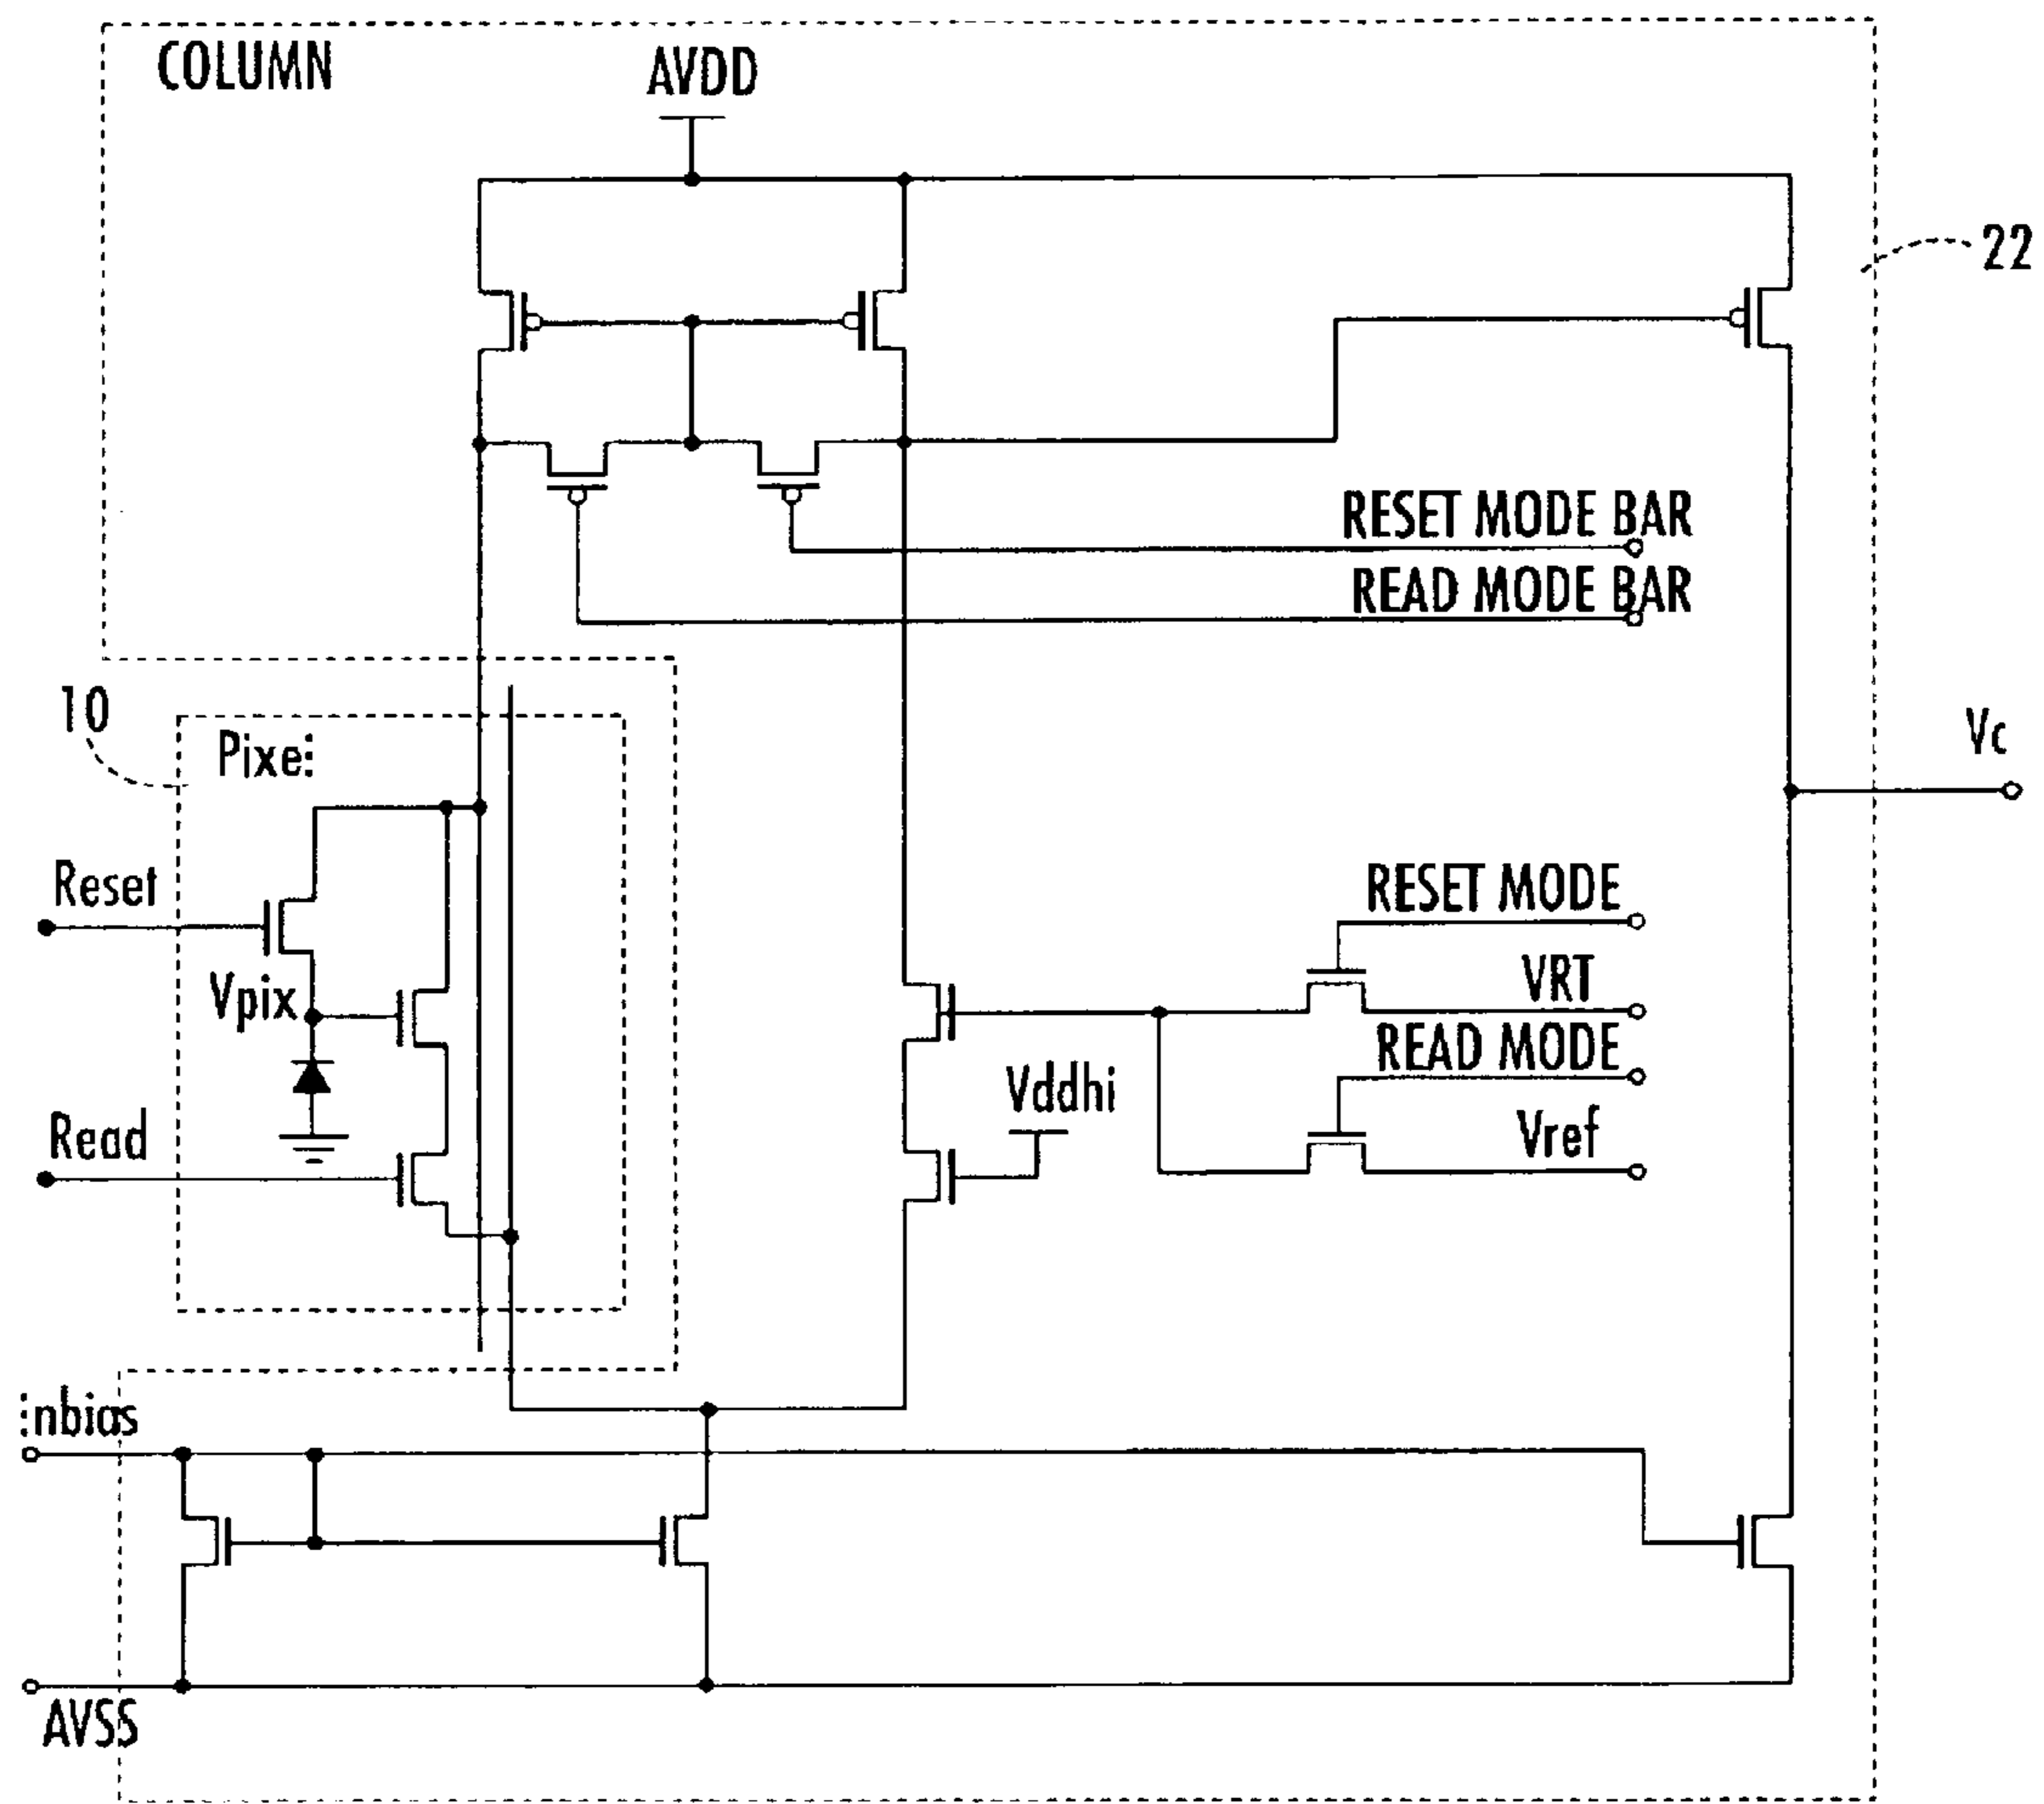 COLUMN
AVDD
22
RESET MODE BAR
READ MODE BAR
10
Pixe:
Vc
Reset
RESET MODE
Vpix
VRT
READ MODE
Vddhi
Read
Vref
:nbias
AVSS